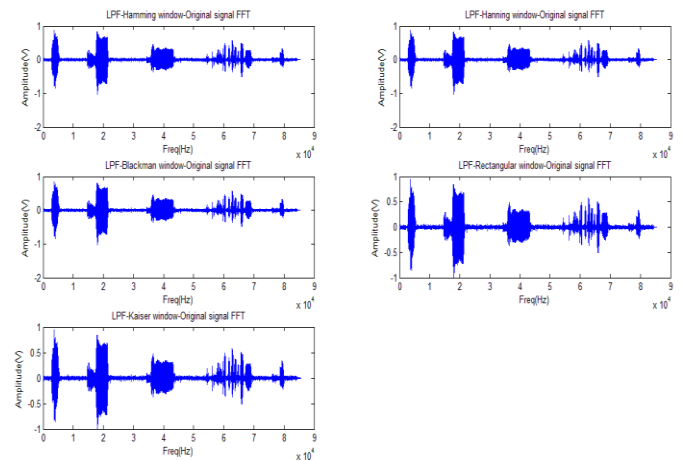 LPF-Hamming window-Original signal FFT
1
0
-1
-2
Amplitude(V)
0 1 2 3 4 5 6 7 8 9
Freq(Hz)
x 10^4
LPF-Hanning window-Original signal FFT
1
0
-1
-2
Amplitude(V)
0 1 2 3 4 5 6 7 8 9
Freq(Hz)
x 10^4
LPF-Blackman window-Original signal FFT
1
0
-1
-2
Amplitude(V)
0 1 2 3 4 5 6 7 8 9
Freq(Hz)
x 10^4
LPF-Rectangular window-Original signal FFT
1
0.5
0
-0.5
-1
Amplitude(V)
0 1 2 3 4 5 6 7 8 9
Freq(Hz)
x 10^4
LPF-Kaiser window-Original signal FFT
1
0.5
0
-0.5
-1
Amplitude(V)
0 1 2 3 4 5 6 7 8 9
Freq(Hz)
x 10^4